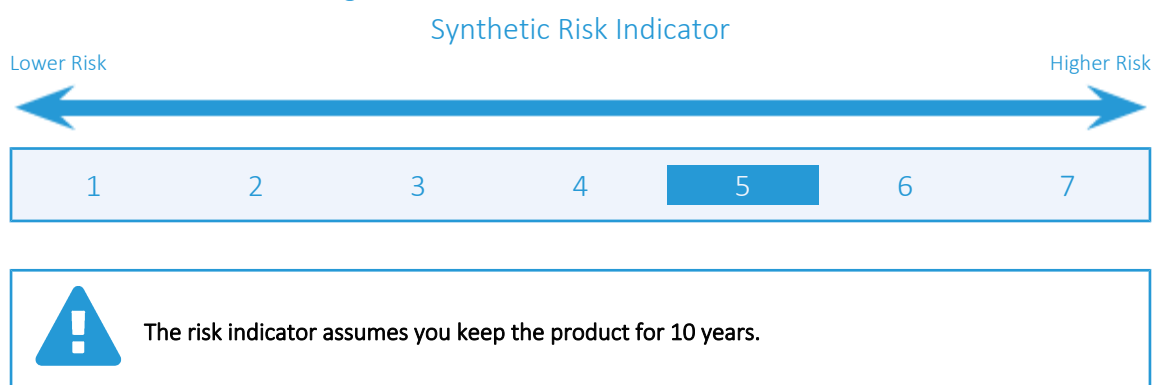 Synthetic Risk Indicator
Lower Risk Higher Risk
1 2 3 4 5 6 7
The risk indicator assumes you keep the product for 10 years.